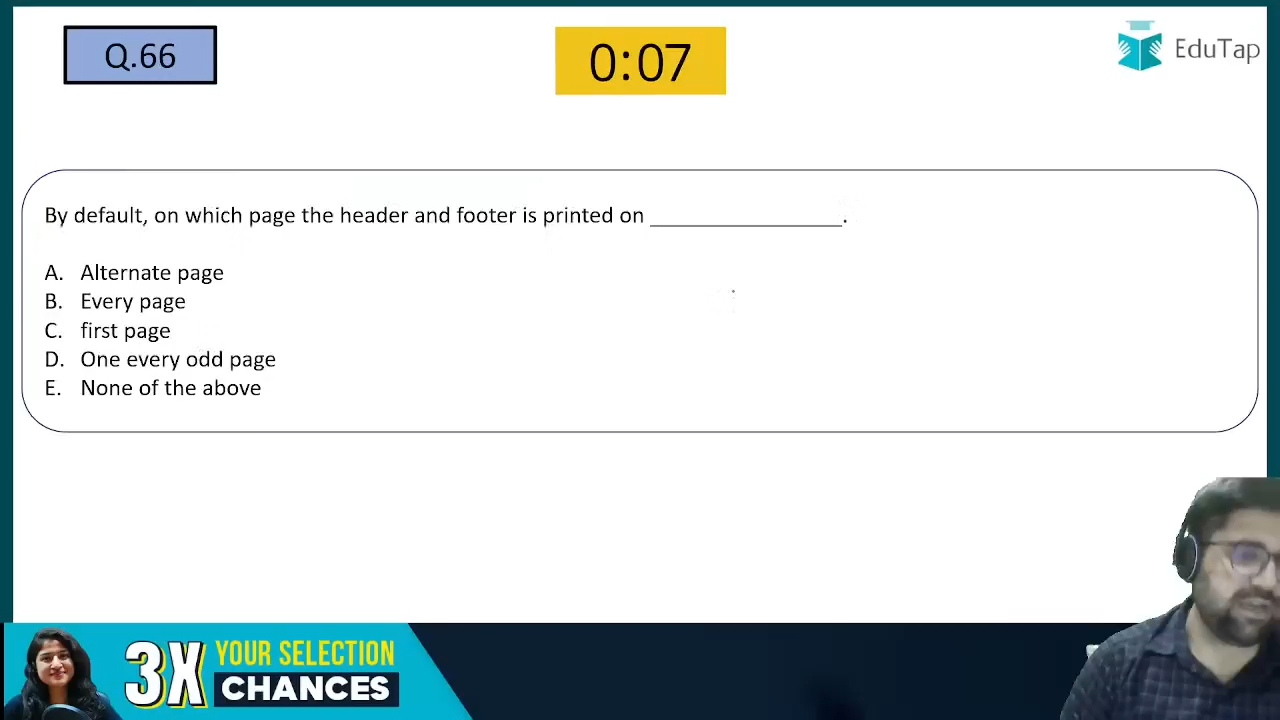 Q.66
0:07
EduTap
By default, on which page the header and footer is printed on _________________.
A. Alternate page
B. Every page
C. first page
D. One every odd page
E. None of the above
3X YOUR SELECTION
CHANCES